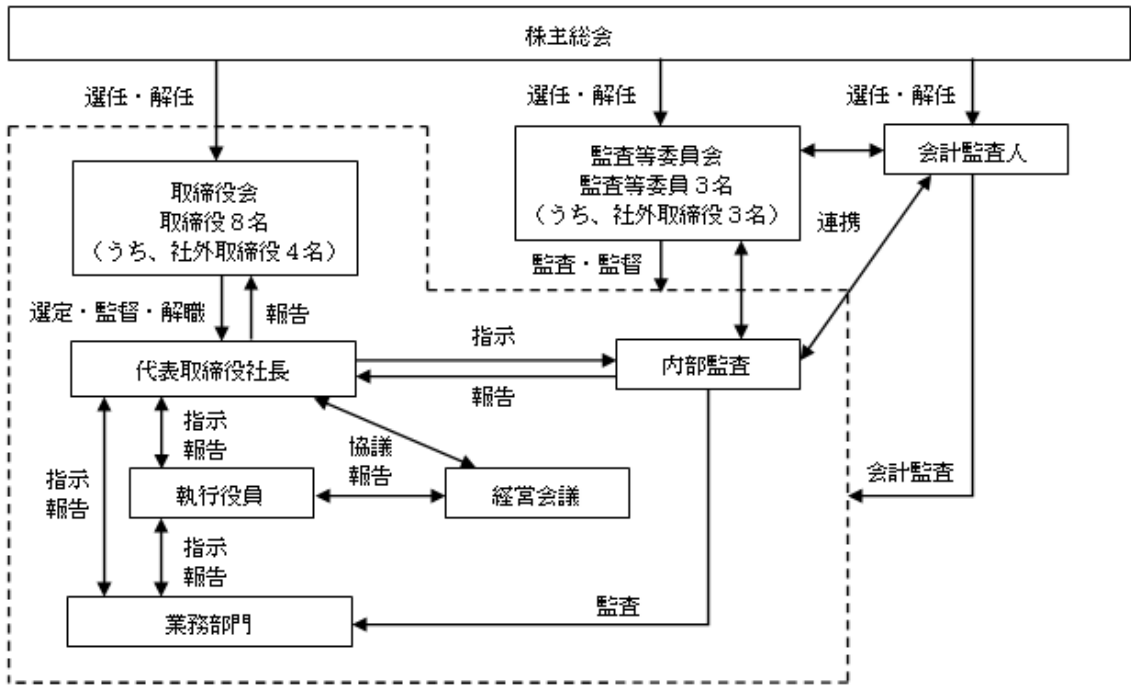 株主総会
選任・解任
選任・解任
選任・解任
取締役会
取締役8名
（うち、社外取締役4名）
監査等委員会
監査等委員3名
（うち、社外取締役3名）
会計監査人
連携
監査・監督
選定・監督・解職
報告
代表取締役社長
指示
報告
内部監査
指示
報告
協議
報告
指示
報告
執行役員
経営会議
会計監査
指示
報告
業務部門
監査